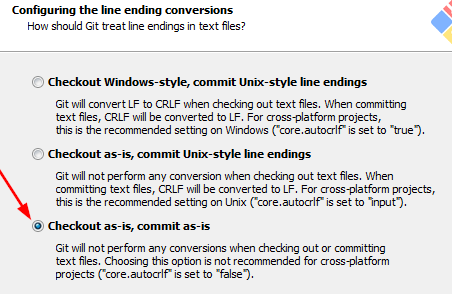 Configuring the line ending conversions
How should Git treat line endings in text files?
Checkout Windows-style, commit Unix-style line endings
Git will convert LF to CRLF when checking out text files. When committing
text files, CRLF will be converted to LF. For cross-platform projects,
this is the recommended setting on Windows ("core.autocrlf" is set to "true").
Checkout as-is, commit Unix-style line endings
Git will not perform any conversion when checking out text files. When
committing text files, CRLF will be converted to LF. For cross-platform projects,
this is the recommended setting on Unix ("core.autocrlf" is set to "input").
Checkout as-is, commit as-is
Git will not perform any conversions when checking out or committing
text files. Choosing this option is not recommended for cross-platform
projects ("core.autocrlf" is set to "false").